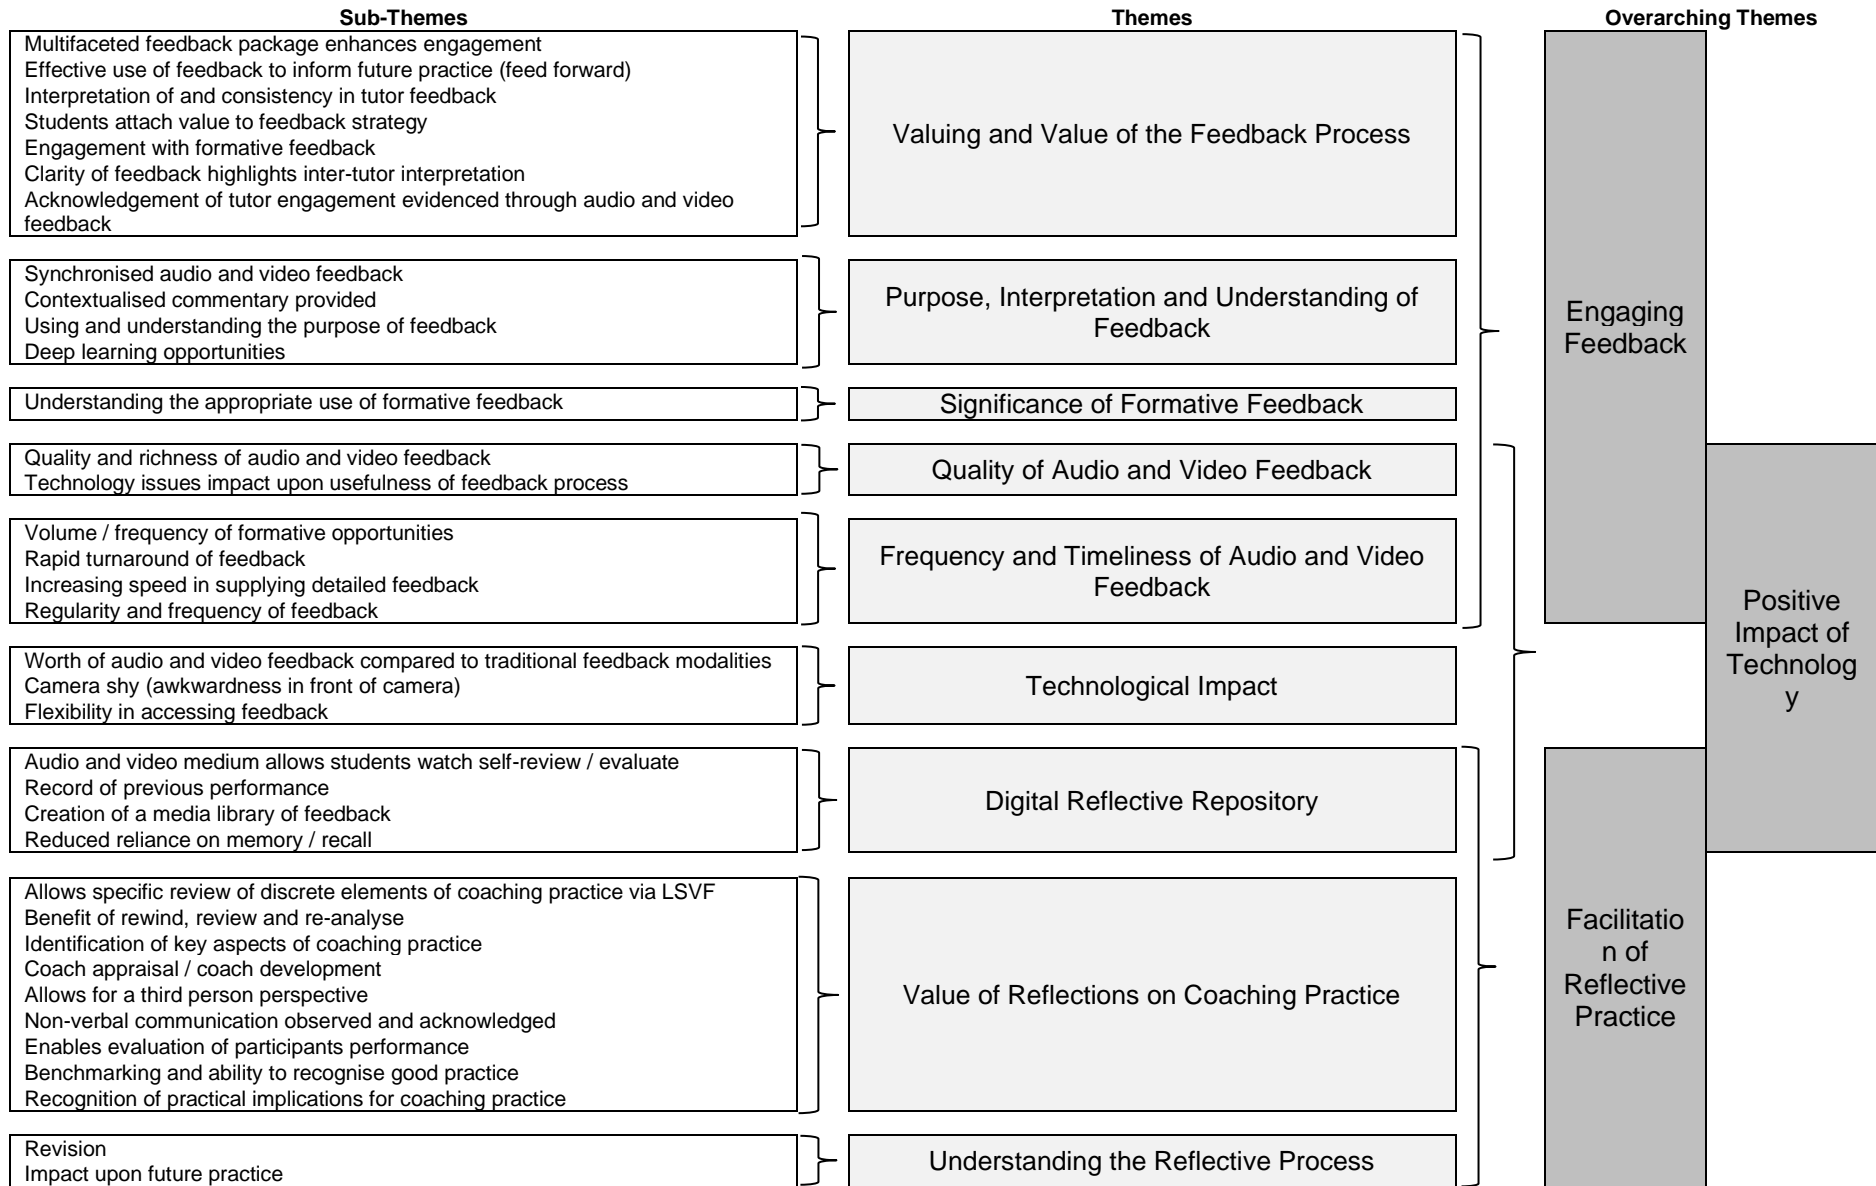 Sub-Themes
Themes
Overarching Themes
Multifaceted feedback package enhances engagement
Effective use of feedback to inform future practice (feed forward)
Interpretation of and consistency in tutor feedback
Students attach value to feedback strategy
Engagement with formative feedback
Clarity of feedback highlights inter-tutor interpretation
Acknowledgement of tutor engagement evidenced through audio and video
feedback
Valuing and Value of the Feedback Process
Synchronised audio and video feedback
Contextualised commentary provided
Using and understanding the purpose of feedback
Deep learning opportunities
Purpose, Interpretation and Understanding of
Feedback
Understanding the appropriate use of formative feedback
Significance of Formative Feedback
Quality and richness of audio and video feedback
Technology issues impact upon usefulness of feedback process
Quality of Audio and Video Feedback
Volume / frequency of formative opportunities
Rapid turnaround of feedback
Increasing speed in supplying detailed feedback
Regularity and frequency of feedback
Frequency and Timeliness of Audio and Video
Feedback
Worth of audio and video feedback compared to traditional feedback modalities
Camera shy (awkwardness in front of camera)
Flexibility in accessing feedback
Technological Impact
Audio and video medium allows students watch self-review / evaluate
Record of previous performance
Creation of a media library of feedback
Reduced reliance on memory / recall
Digital Reflective Repository
Allows specific review of discrete elements of coaching practice via LSVF
Benefit of rewind, review and re-analyse
Identification of key aspects of coaching practice
Coach appraisal / coach development
Allows for a third person perspective
Non-verbal communication observed and acknowledged
Enables evaluation of participants performance
Benchmarking and ability to recognise good practice
Recognition of practical implications for coaching practice
Value of Reflections on Coaching Practice
Revision
Impact upon future practice
Understanding the Reflective Process
Engaging
Feedback
Positive
Impact of
Technolog
y
Facilitatio
n of
Reflective
Practice